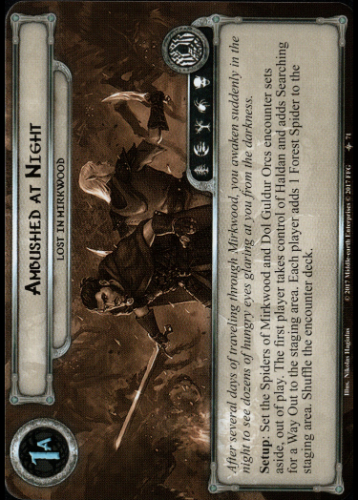 1A
AMBUSHED AT NIGHT
LOST IN MIRKWOOD
After several days of traveling through Mirkwood, you awaken suddenly in the
night to see dozens of hungry eyes glaring at you from the darkness.
Setup: Set the Spiders of Mirkwood and Dol Guldur Orcs encounter sets
aside, out of play. The first player takes control of Haldan and adds Searching
for a Way Out to the staging area. Each player adds 1 Forest Spider to the
staging area. Shuffle the encounter deck.
Illus. Nikolas Hagialas © 2017 Middle-earth Enterprises © 2017 FFG 71